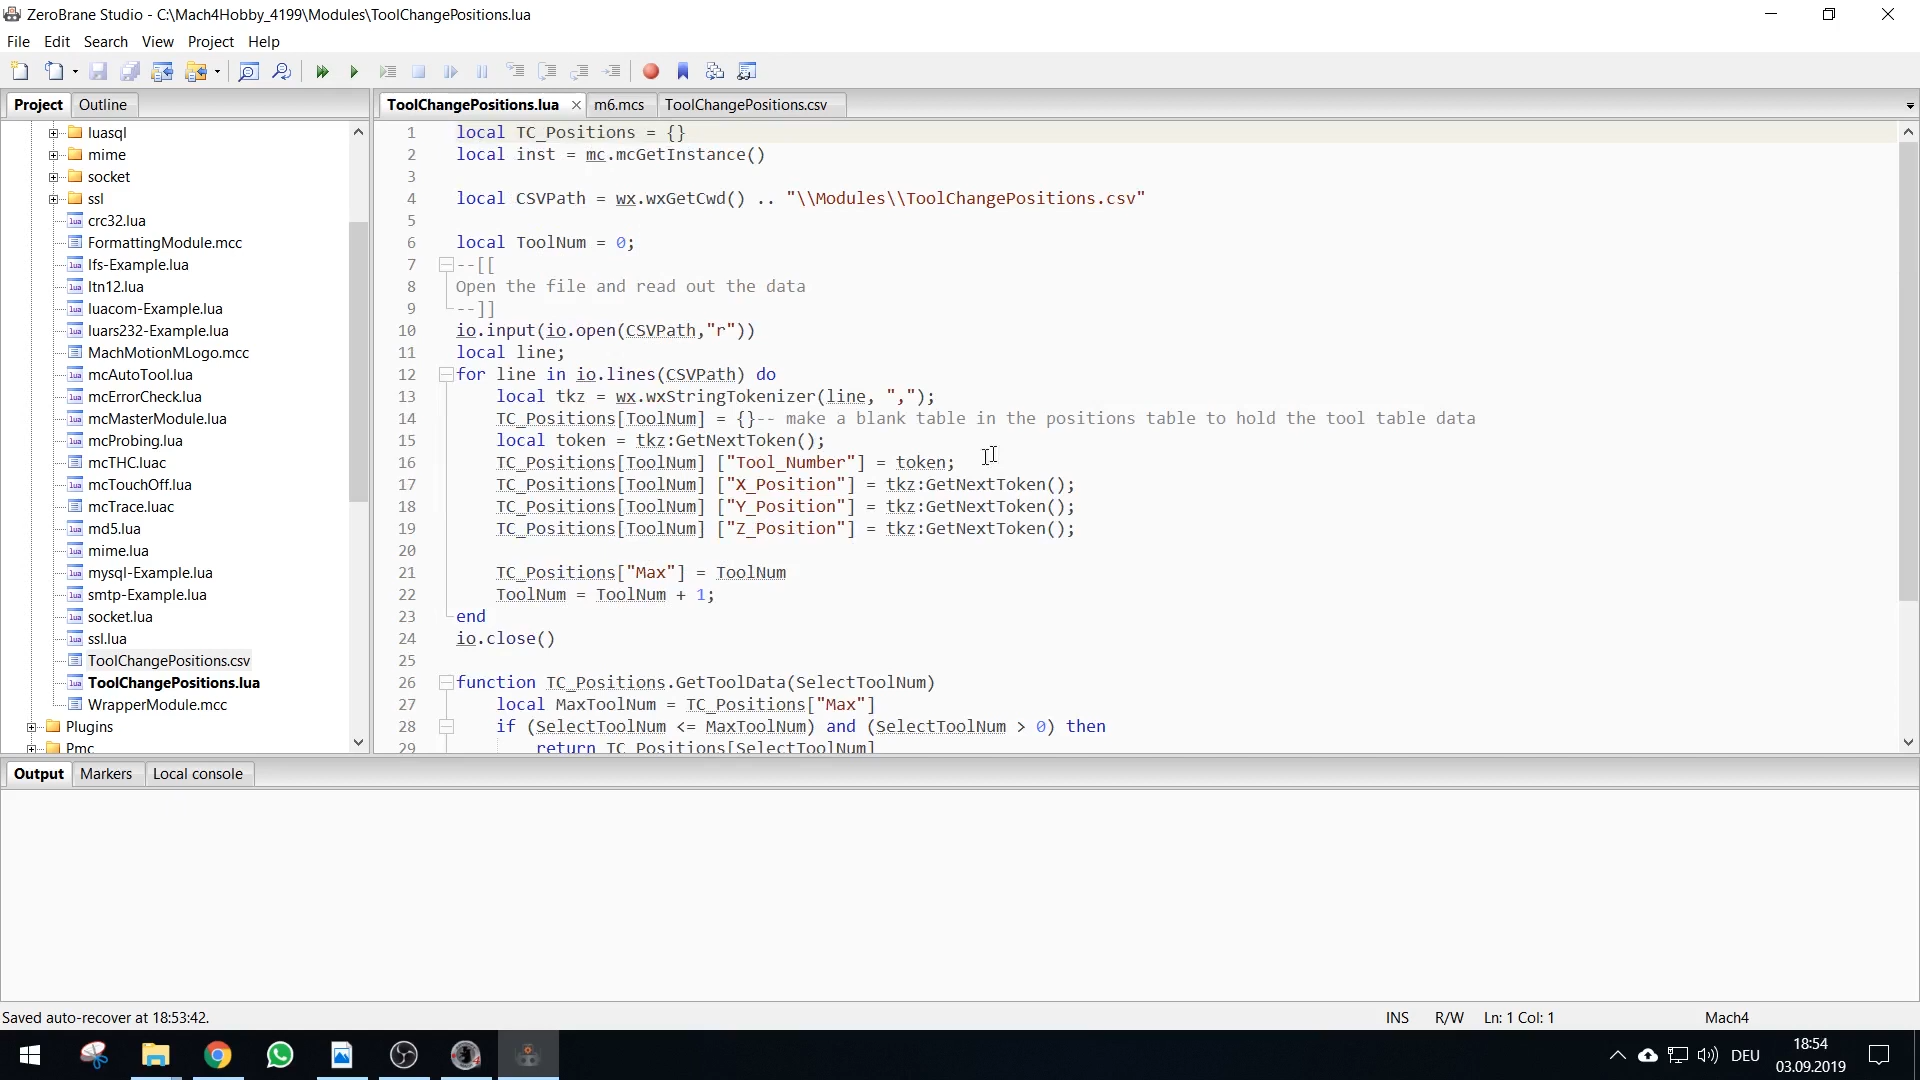 ZeroBrane Studio - C:\Mach4Hobby_4199\Modules\ToolChangePositions.lua
File Edit Search View Project Help
Project Outline
luasql
mime
socket
ssl
crc32.lua
FormattingModule.mcc
lfs-Example.lua
ltn12.lua
luacom-Example.lua
luars232-Example.lua
MachMotionMLogo.mcc
mcAutoTool.lua
mcErrorCheck.lua
mcMasterModule.lua
mcProbing.lua
mcTHC.luac
mcTouchOff.lua
mcTrace.luac
md5.lua
mime.lua
mysql-Example.lua
smtp-Example.lua
socket.lua
ssl.lua
ToolChangePositions.csv
ToolChangePositions.lua
WrapperModule.mcc
Plugins
Pmc
ToolChangePositions.lua m6.mcs ToolChangePositions.csv
1 local TC_Positions = {}
2 local inst = mc.mcGetInstance()
3
4 local CSVPath = wx.wxGetCwd() .. "\\Modules\\ToolChangePositions.csv"
5
6 local ToolNum = 0;
7 --[[
8 Open the file and read out the data
9 --]]
10 io.input(io.open(CSVPath,"r"))
11 local line;
12 for line in io.lines(CSVPath) do
13 local tkz = wx.wxStringTokenizer(line, ",");
14 TC_Positions[ToolNum] = {}-- make a blank table in the positions table to hold the tool table data
15 local token = tkz:GetNextToken();
16 TC_Positions[ToolNum] ["Tool_Number"] = token;
17 TC_Positions[ToolNum] ["X_Position"] = tkz:GetNextToken();
18 TC_Positions[ToolNum] ["Y_Position"] = tkz:GetNextToken();
19 TC_Positions[ToolNum] ["Z_Position"] = tkz:GetNextToken();
20
21 TC_Positions["Max"] = ToolNum
22 ToolNum = ToolNum + 1;
23 end
24 io.close()
25
26 function TC_Positions.GetToolData(SelectToolNum)
27 local MaxToolNum = TC_Positions["Max"]
28 if (SelectToolNum <= MaxToolNum) and (SelectToolNum > 0) then
29 return TC_Positions[SelectToolNum]
Output Markers Local console
Saved auto-recover at 18:53:42.
INS R/W Ln: 1 Col: 1 Mach4
DEU
18:54
03.09.2019